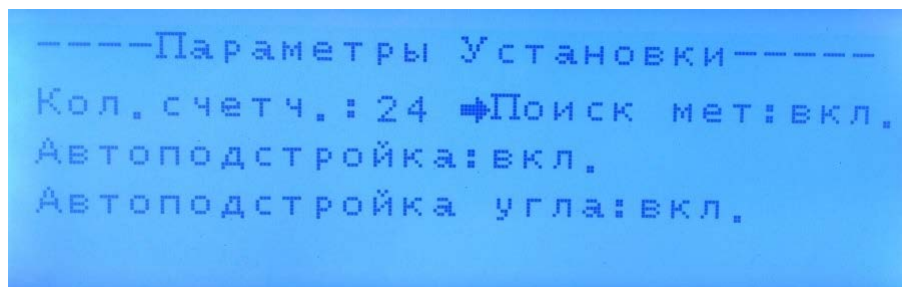 ----Параметры Установки-----
Кол.счетч.:24 ➡Поиск мет:вкл.
Автоподстройка:вкл.
Автоподстройка угла:вкл.